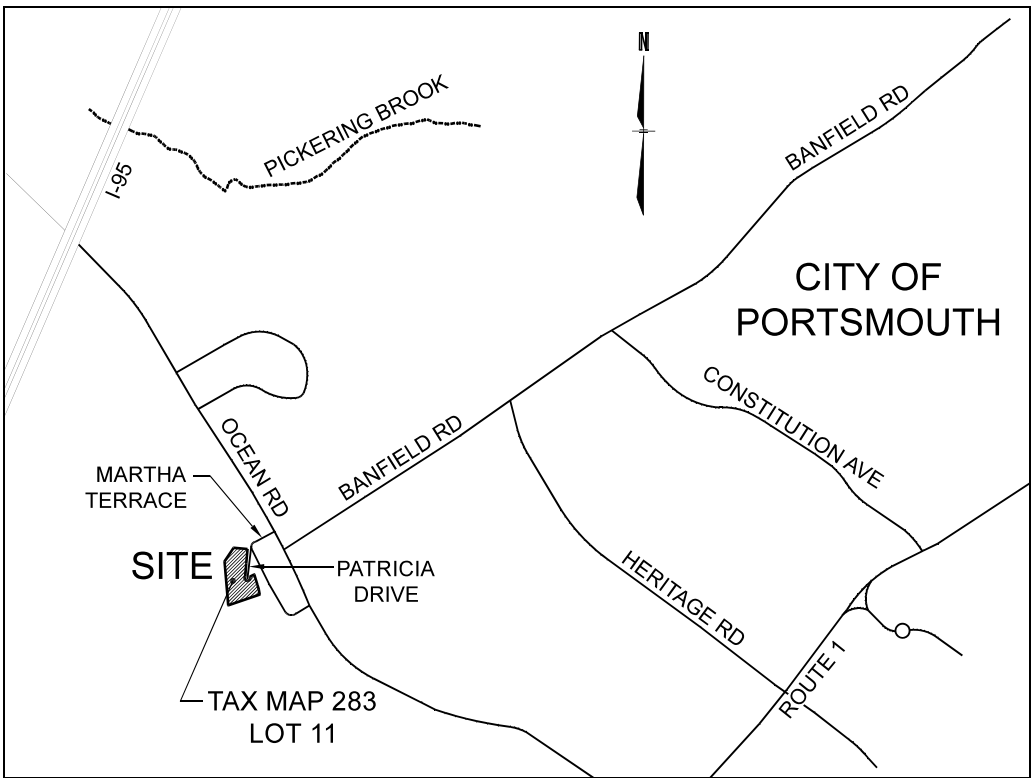 N
PICKERING BROOK
BANFIELD RD
I-95
CITY OF
PORTSMOUTH
CONSTITUTION AVE
OCEAN RD
BANFIELD RD
MARTHA
TERRACE
SITE
PATRICIA
DRIVE
HERITAGE RD
ROUTE 1
TAX MAP 283
LOT 11